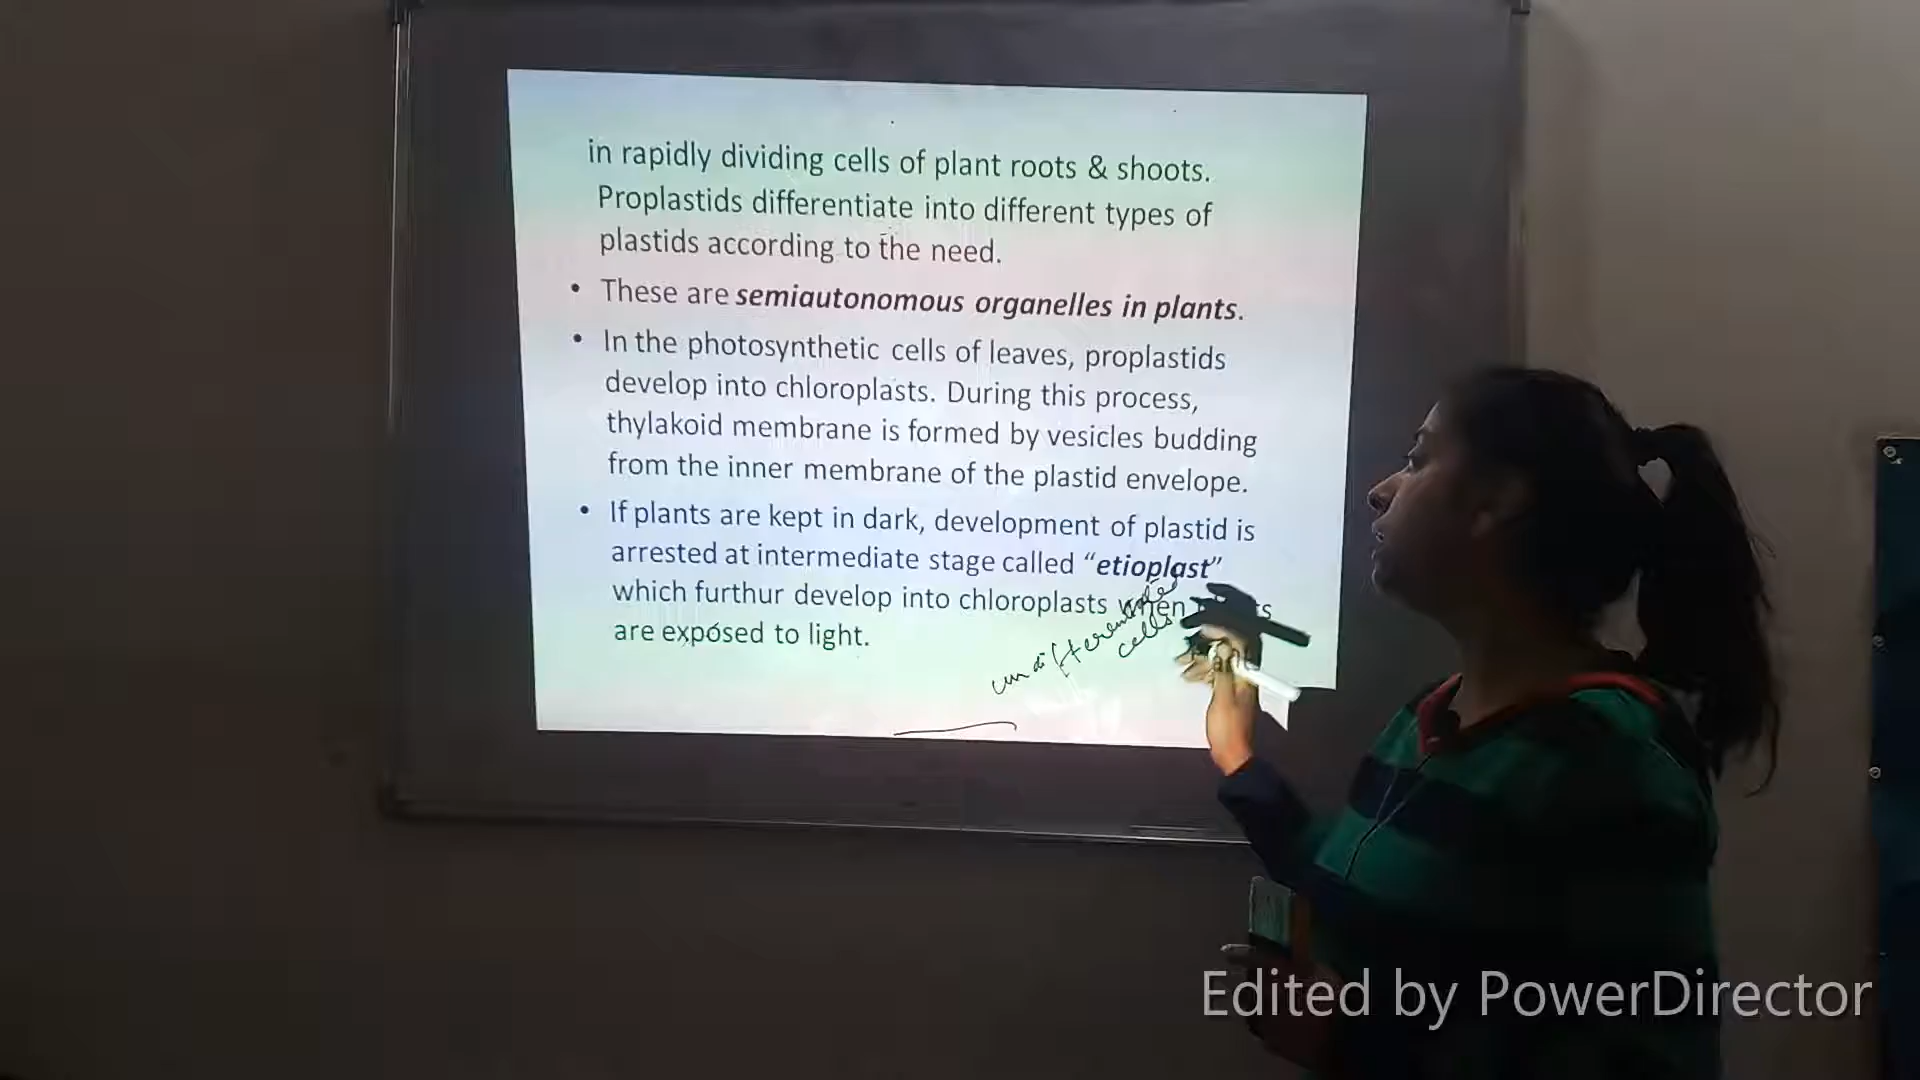 in rapidly dividing cells of plant roots & shoots.
Proplastids differentiate into different types of
plastids according to the need.
• These are semiautonomous organelles in plants.
• In the photosynthetic cells of leaves, proplastids
develop into chloroplasts. During this process,
thylakoid membrane is formed by vesicles budding
from the inner membrane of the plastid envelope.
• If plants are kept in dark, development of plastid is
arrested at intermediate stage called “etioplast”
which furthur develop into chloroplasts when
are exposed to light.
cells
Edited by PowerDirector